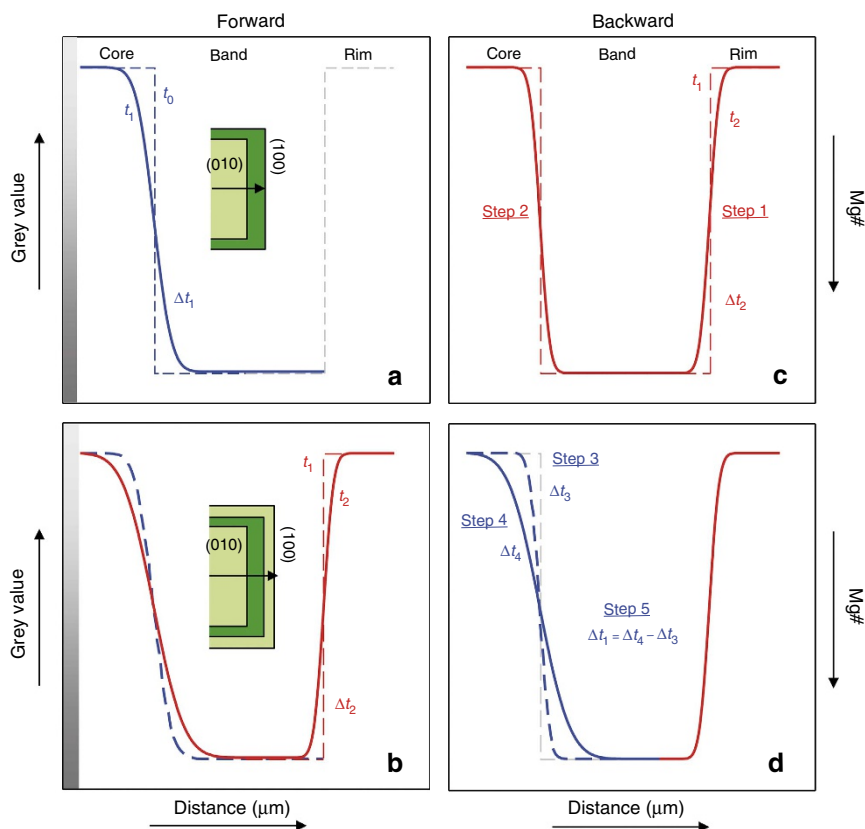 Forward
Backward
Core
Band
Rim
t₀
t₁
(010)
(100)
Δt₁
a
Grey value
Core
Band
Rim
t₁
t₂
Step 2
Step 1
Δt₂
c
Mg#
t₁
t₂
(010)
(100)
Δt₂
b
Grey value
Step 3
Δt₃
Step 4
Δt₄
Step 5
Δt₁ = Δt₄ – Δt₃
d
Mg#
Distance (μm)
Distance (μm)